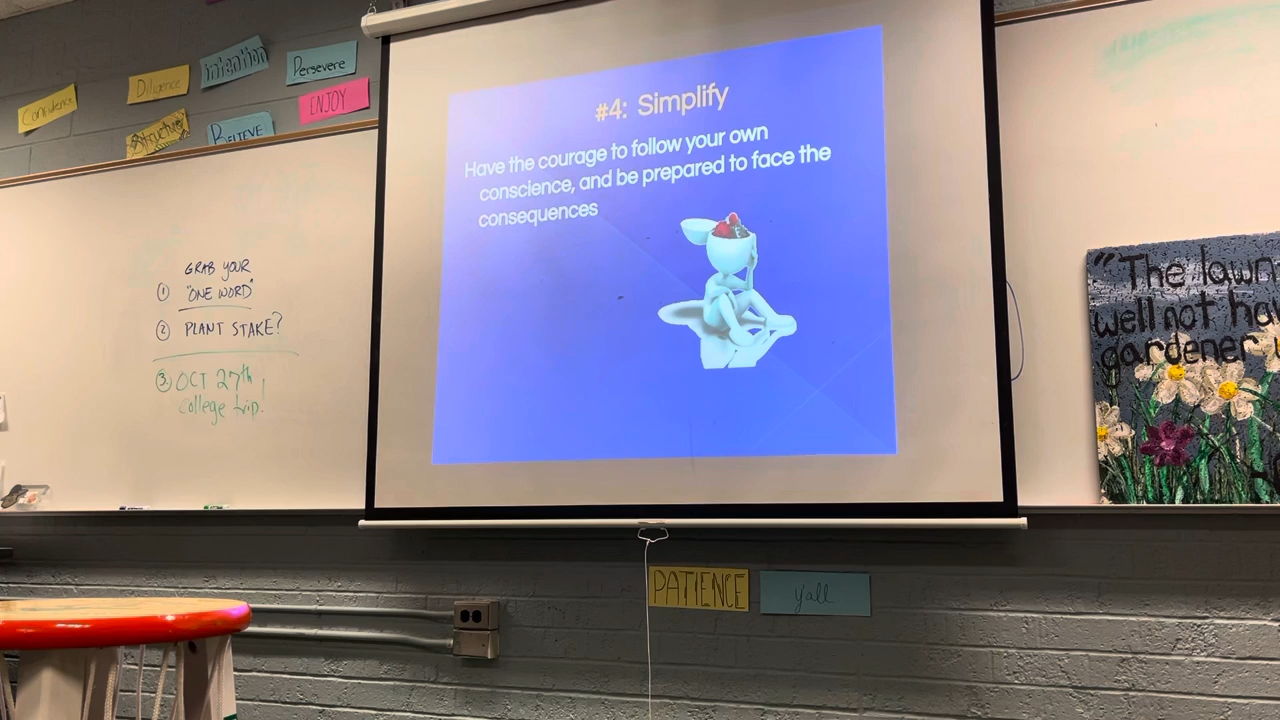 Confidence
Diligence
Structure
intention
BELIEVE
Persevere
ENJOY
#4: Simplify
Have the courage to follow your own
conscience, and be prepared to face the
consequences
GRAB YOUR
① "ONE WORD"
② PLANT STAKE?
③ OCT 27th
college trip!
"The lawn
well not ha
gardener
PATIENCE
y'all